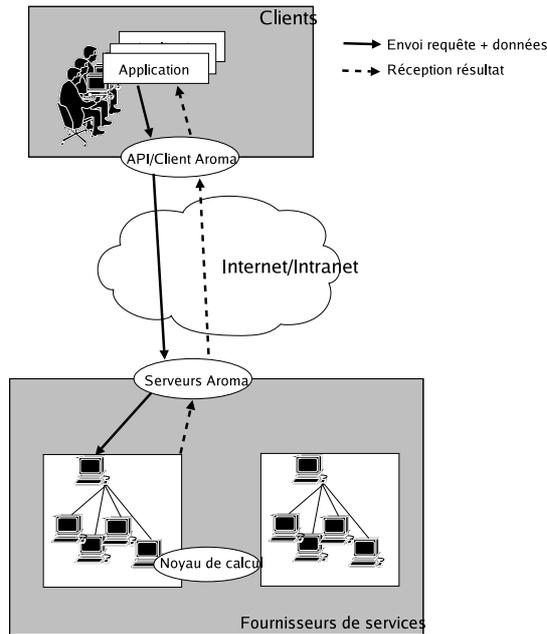 Clients
Envoi requête + données
Réception résultat
Application
API/Client Aroma
Internet/Intranet
Serveurs Aroma
Noyau de calcul
Fournisseurs de services